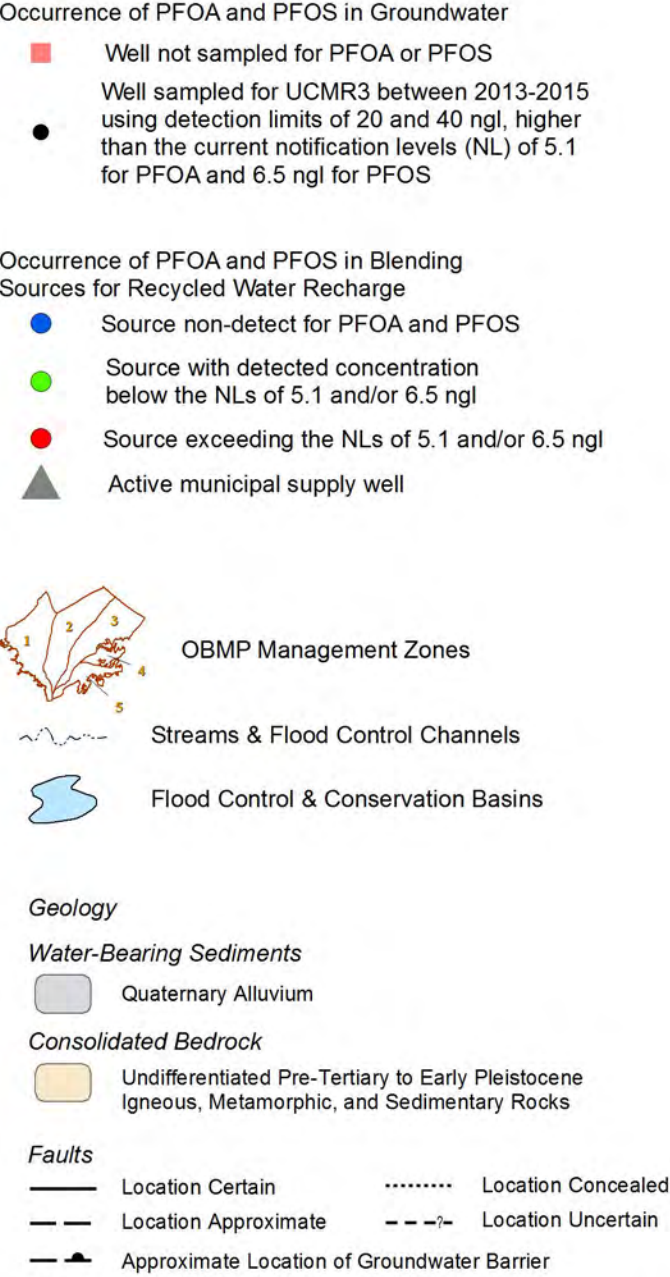 Occurrence of PFOA and PFOS in Groundwater
Well not sampled for PFOA or PFOS
Well sampled for UCMR3 between 2013-2015
using detection limits of 20 and 40 ngl, higher
than the current notification levels (NL) of 5.1
for PFOA and 6.5 ngl for PFOS
Occurrence of PFOA and PFOS in Blending
Sources for Recycled Water Recharge
Source non-detect for PFOA and PFOS
Source with detected concentration
below the NLs of 5.1 and/or 6.5 ngl
Source exceeding the NLs of 5.1 and/or 6.5 ngl
Active municipal supply well
1
2
3
4
5
OBMP Management Zones
Streams & Flood Control Channels
Flood Control & Conservation Basins
Geology
Water-Bearing Sediments
Quaternary Alluvium
Consolidated Bedrock
Undifferentiated Pre-Tertiary to Early Pleistocene
Igneous, Metamorphic, and Sedimentary Rocks
Faults
Location Certain
Location Concealed
Location Approximate
?
Location Uncertain
Approximate Location of Groundwater Barrier